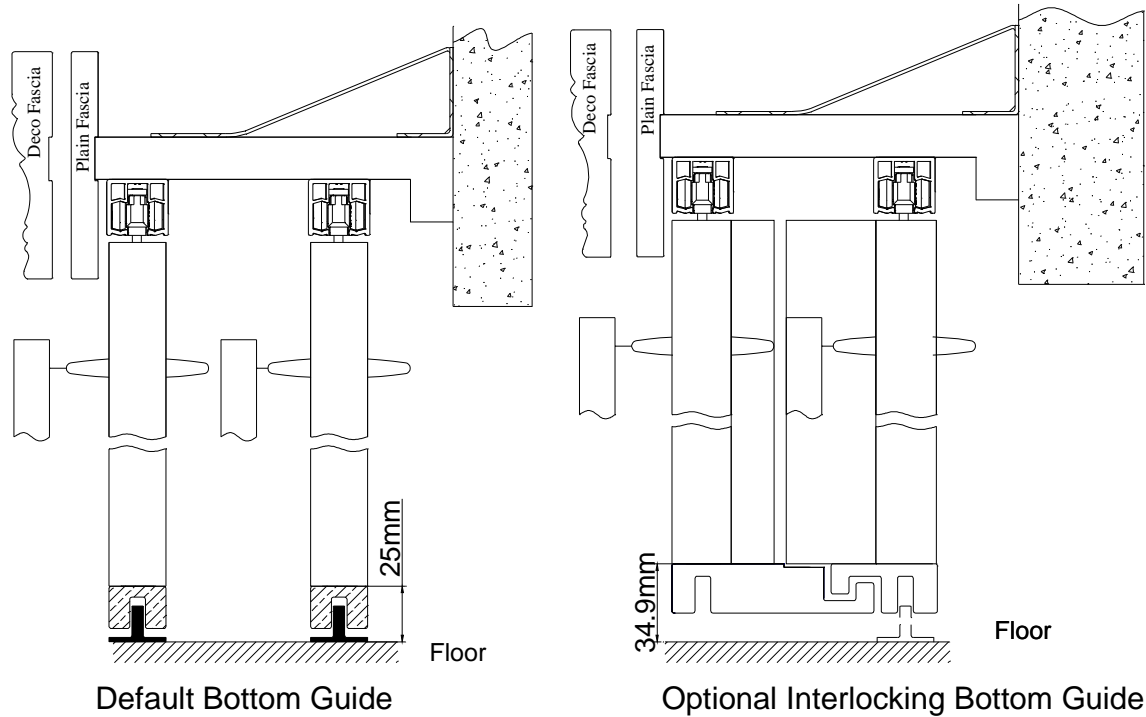 Deco Fascia
Plain Fascia
Deco Fascia
Plain Fascia
25mm
34.9mm
Floor
Floor
Default Bottom Guide
Optional Interlocking Bottom Guide